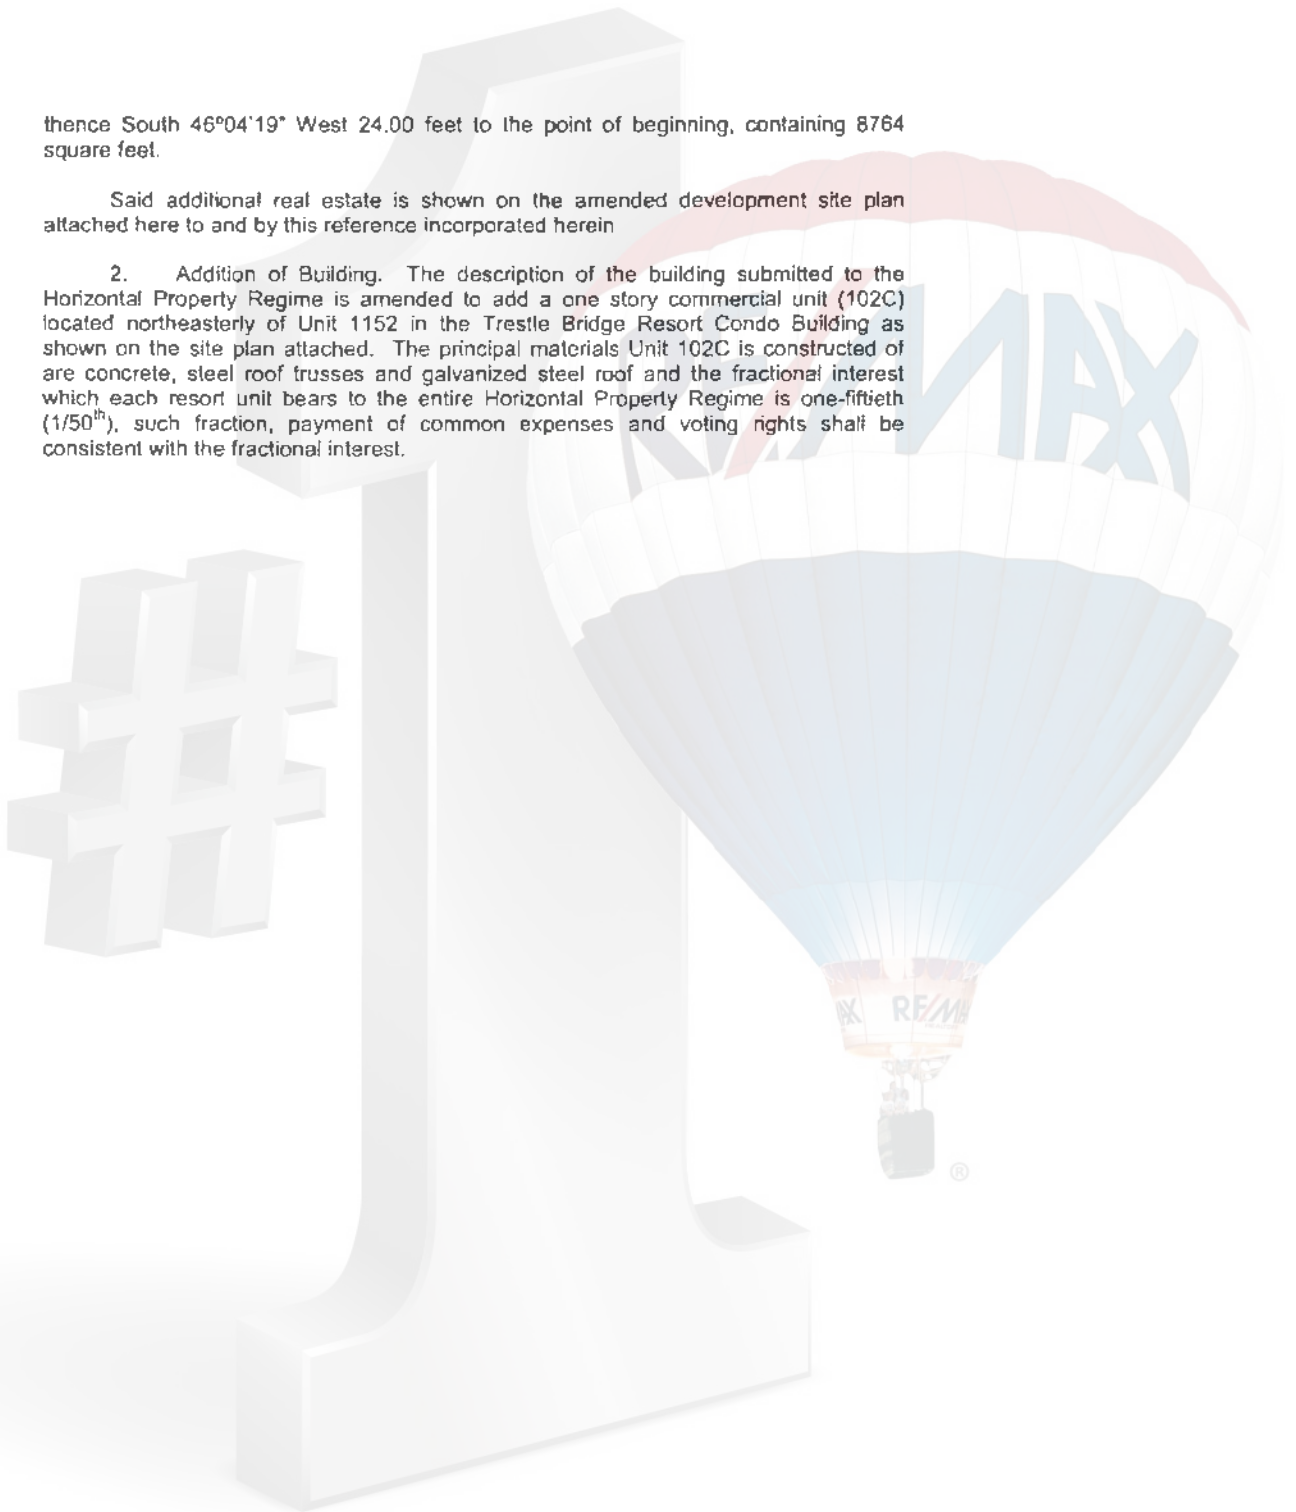 thence South 46°04'19" West 24.00 feet to the point of beginning, containing 8764
square feet.
Said additional real estate is shown on the amended development site plan
attached here to and by this reference incorporated herein
2. Addition of Building. The description of the building submitted to the
Horizontal Property Regime is amended to add a one story commercial unit (102C)
located northeasterly of Unit 1152 in the Trestle Bridge Resort Condo Building as
shown on the site plan attached. The principal materials Unit 102C is constructed of
are concrete, steel roof trusses and galvanized steel roof and the fractional interest
which each resort unit bears to the entire Horizontal Property Regime is one-fiftieth
(1/50th), such fraction, payment of common expenses and voting rights shall be
consistent with the fractional interest.
RE/MAX
#1
AX RE/MA
®